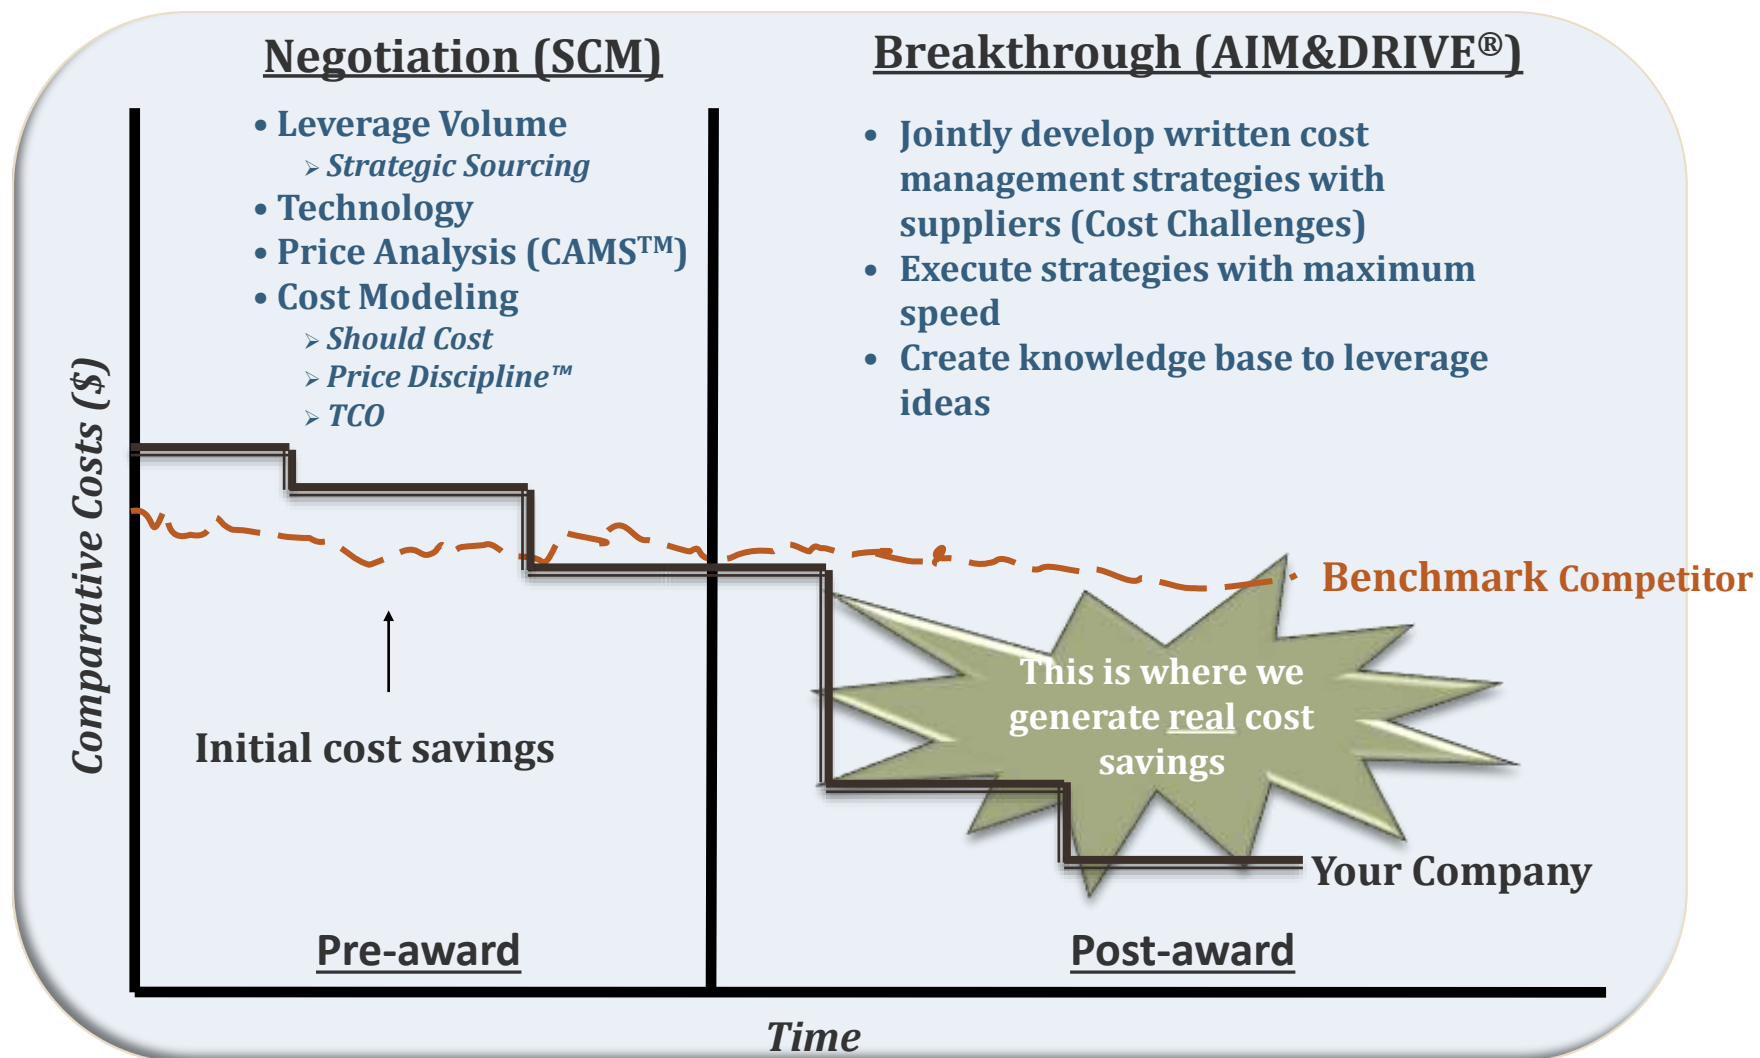 Negotiation (SCM)
• Leverage Volume
➢ Strategic Sourcing
• Technology
• Price Analysis (CAMS™)
• Cost Modeling
➢ Should Cost
➢ Price Discipline™
➢ TCO
Breakthrough (AIM&DRIVE®)
• Jointly develop written cost
management strategies with
suppliers (Cost Challenges)
• Execute strategies with maximum
speed
• Create knowledge base to leverage
ideas
Comparative Costs ($)
Benchmark Competitor
This is where we
generate real cost
savings
Initial cost savings
Your Company
Pre-award
Post-award
Time